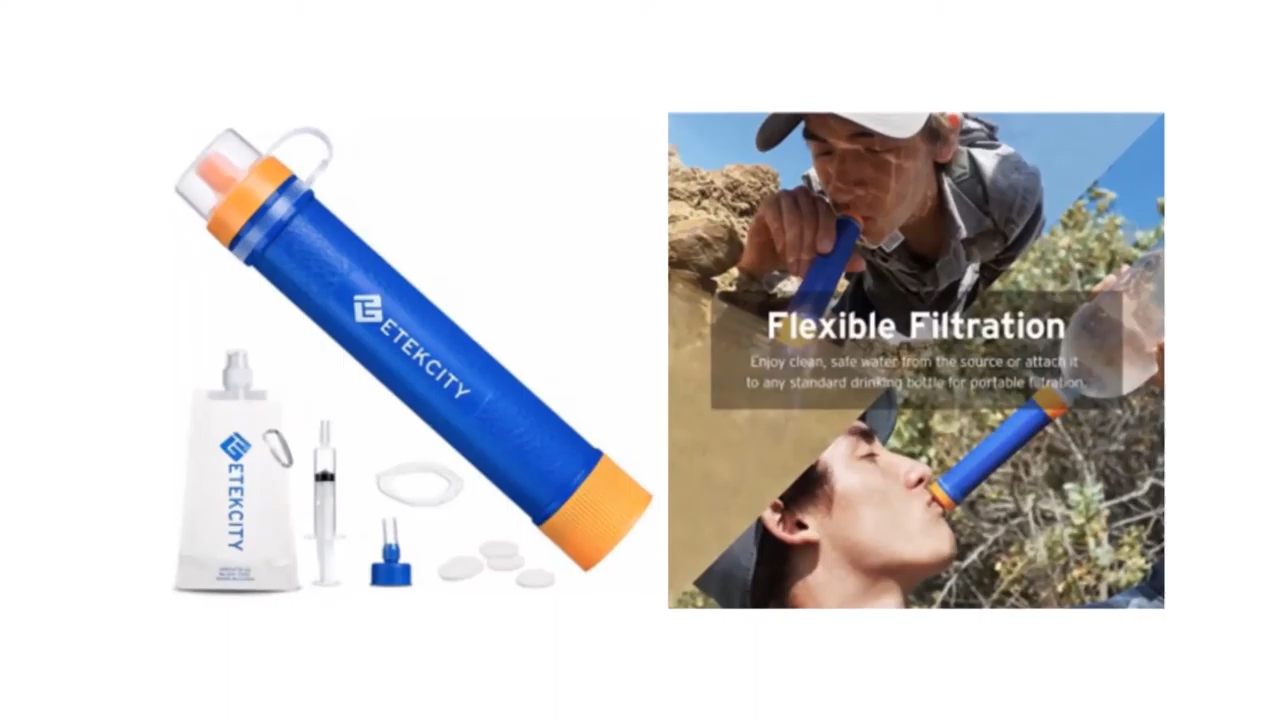 ETEKCITY
ETEKCITY
Flexible Filtration
Enjoy clean, safe water from the source or attach it
to any standard drinking bottle for portable filtration.